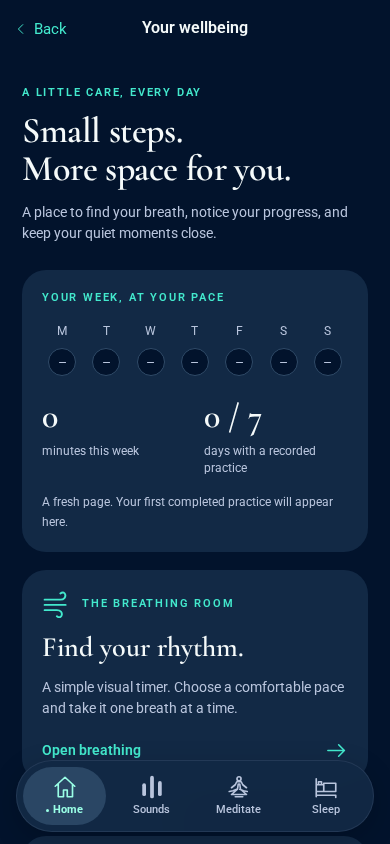 Back
Your wellbeing
A LITTLE CARE, EVERY DAY
Small steps.
More space for you.
A place to find your breath, notice your progress, and
keep your quiet moments close.
YOUR WEEK, AT YOUR PACE
M T W T F S S
– – – – – – –
0
0 / 7
minutes this week
days with a recorded
practice
A fresh page. Your first completed practice will appear
here.
THE BREATHING ROOM
Find your rhythm.
A simple visual timer. Choose a comfortable pace
and take it one breath at a time.
Open breathing
• Home
Sounds
Meditate
Sleep